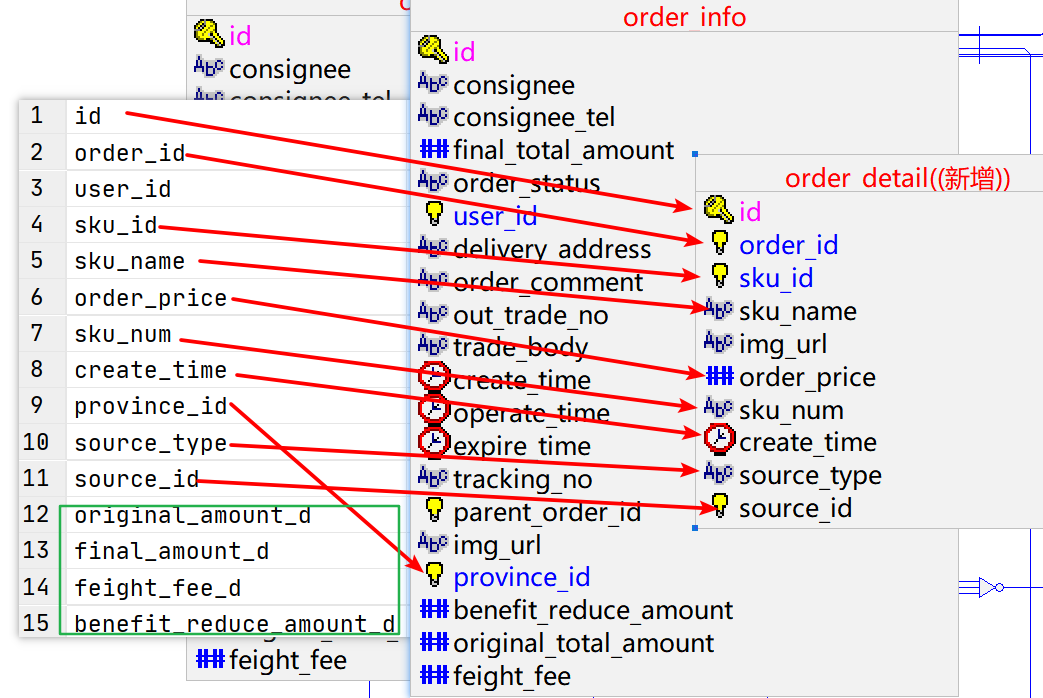 id
consignee
consignee_tel
feight_fee
1 id
2 order_id
3 user_id
4 sku_id
5 sku_name
6 order_price
7 sku_num
8 create_time
9 province_id
10 source_type
11 source_id
12 original_amount_d
13 final_amount_d
14 feight_fee_d
15 benefit_reduce_amount_d
order_info
id
consignee
consignee_tel
final_total_amount
order_status
user_id
delivery_address
order_comment
out_trade_no
trade_body
create_time
operate_time
expire_time
tracking_no
parent_order_id
img_url
province_id
benefit_reduce_amount
original_total_amount
feight_fee
order_detail((新增))
id
order_id
sku_id
sku_name
img_url
order_price
sku_num
create_time
source_type
source_id